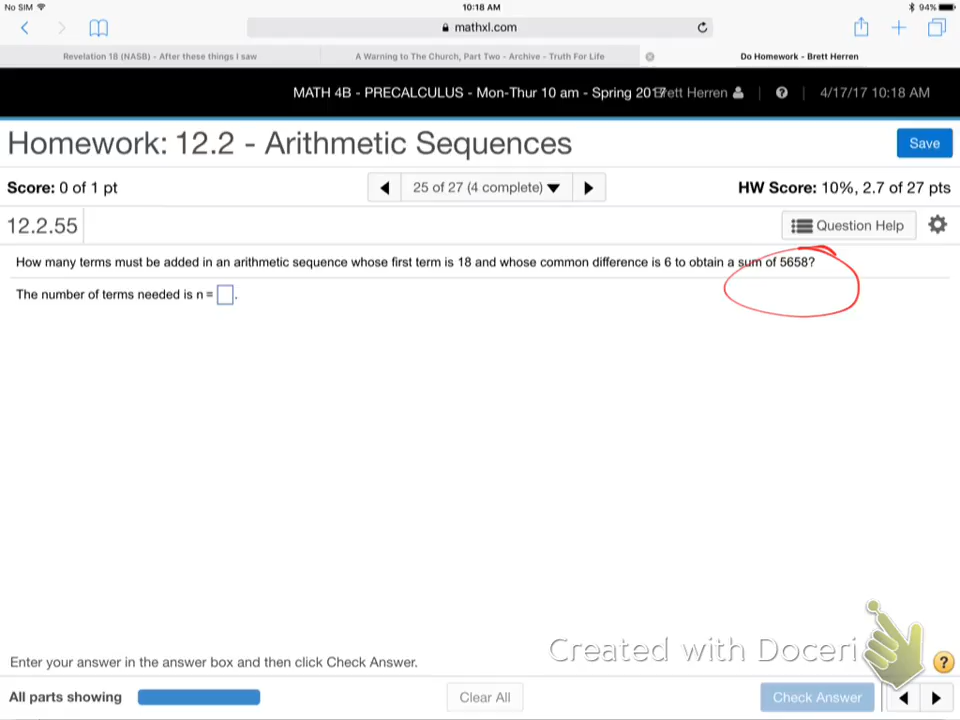 No SIM 10:18 AM 94%
mathxl.com
Revelation 18 (NASB) - After these things I saw A Warning to The Church, Part Two - Archive - Truth For Life Do Homework - Brett Herren
MATH 4B - PRECALCULUS - Mon-Thur 10 am - Spring 2017 Brett Herren ? 4/17/17 10:18 AM
Homework: 12.2 - Arithmetic Sequences Save
Score: 0 of 1 pt 25 of 27 (4 complete) HW Score: 10%, 2.7 of 27 pts
12.2.55 Question Help
How many terms must be added in an arithmetic sequence whose first term is 18 and whose common difference is 6 to obtain a sum of 5658?
The number of terms needed is n = .
Created with Doceri
Enter your answer in the answer box and then click Check Answer. ?
All parts showing Clear All Check Answer